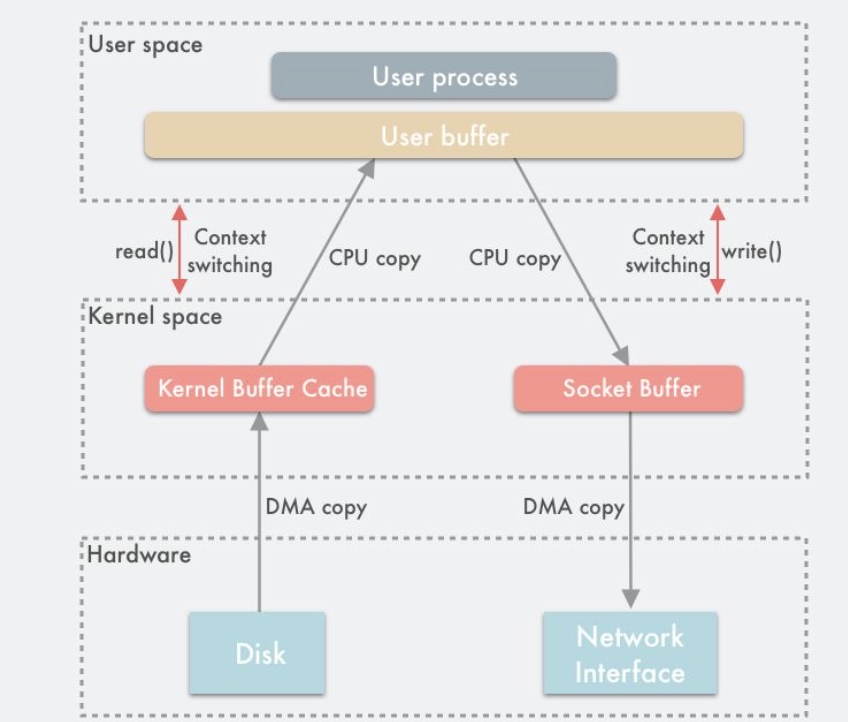 User space
User process
User buffer
read()
Context
switching
CPU copy
CPU copy
Context
switching
write()
Kernel space
Kernel Buffer Cache
Socket Buffer
DMA copy
DMA copy
Hardware
Disk
Network
Interface